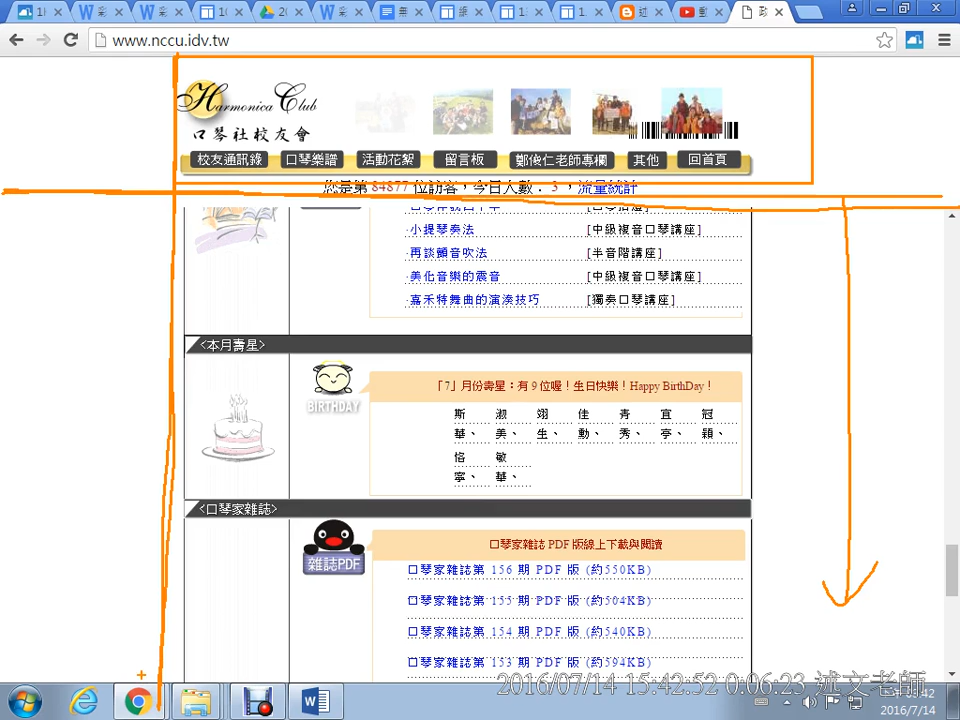 www.nccu.idv.tw
Harmonica Club
口琴社校友會
校友通訊錄 口琴樂譜 活動花絮 留言板 鄭俊仁老師專欄 其他 回首頁
您是第 84877 位訪客，今日人數： 3 ，流量統計
·小提琴奏法 [中級複音口琴講座]
·再談顫音吹法 [半音階講座]
·美化音樂的震音 [中級複音口琴講座]
·嘉禾特舞曲的演湊技巧 [獨奏口琴講座]
<本月壽星>
BIRTHDAY
「7」月份壽星：有 9 位喔！生日快樂！Happy BirthDay！
斯華、 淑美、 翊生、 佳勳、 青秀、 宜亭、 冠穎、
恪寧、 敏華、
<口琴家雜誌>
雜誌PDF
口琴家雜誌 PDF 版線上下載與閱讀
口琴家雜誌第 156 期 PDF 版 (約550KB)
口琴家雜誌第 155 期 PDF 版 (約504KB)
口琴家雜誌第 154 期 PDF 版 (約540KB)
口琴家雜誌第 153 期 PDF 版 (約594KB)
2016/07/14 15:42:52 0:06:23 述文老師
2016/7/14